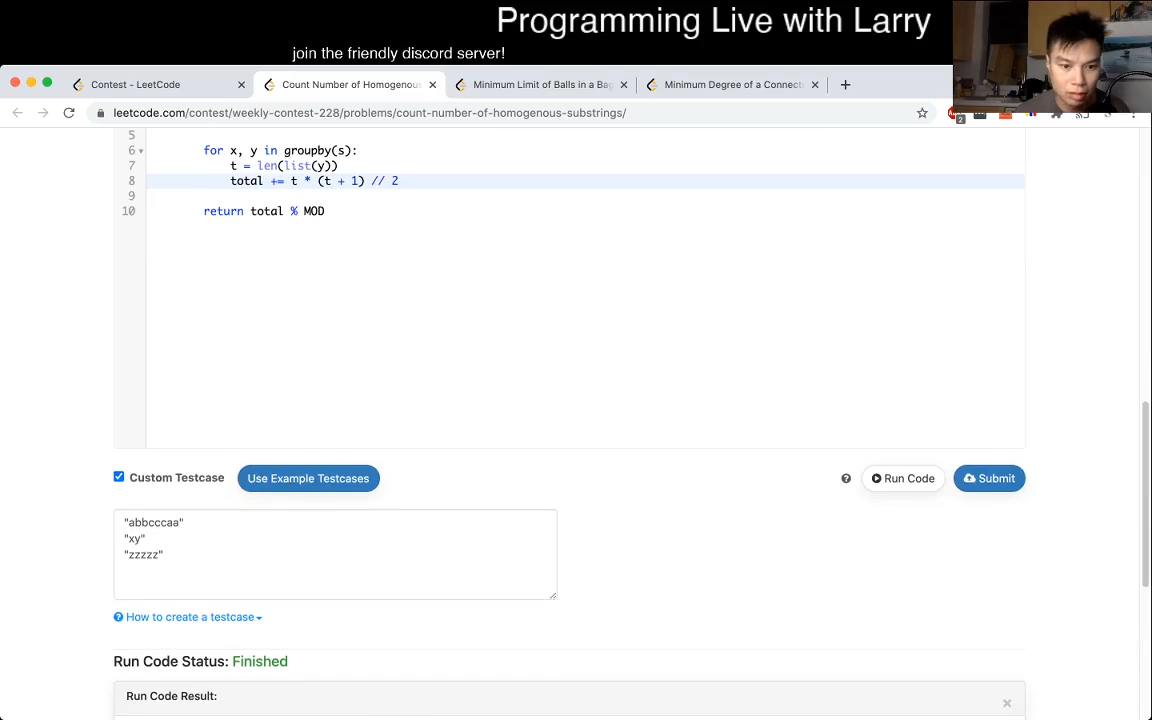 Programming Live with Larry
join the friendly discord server!
Contest - LeetCode
Count Number of Homogenous
Minimum Limit of Balls in a Bag
Minimum Degree of a Connect
leetcode.com/contest/weekly-contest-228/problems/count-number-of-homogenous-substrings/
2
5
6 for x, y in groupby(s):
7 t = len(list(y))
8 total += t * (t + 1) // 2
9
10 return total % MOD
Custom Testcase
Use Example Testcases
Run Code
Submit
"abbcccaa"
"xy"
"zzzzz"
How to create a testcase
Run Code Status: Finished
Run Code Result: